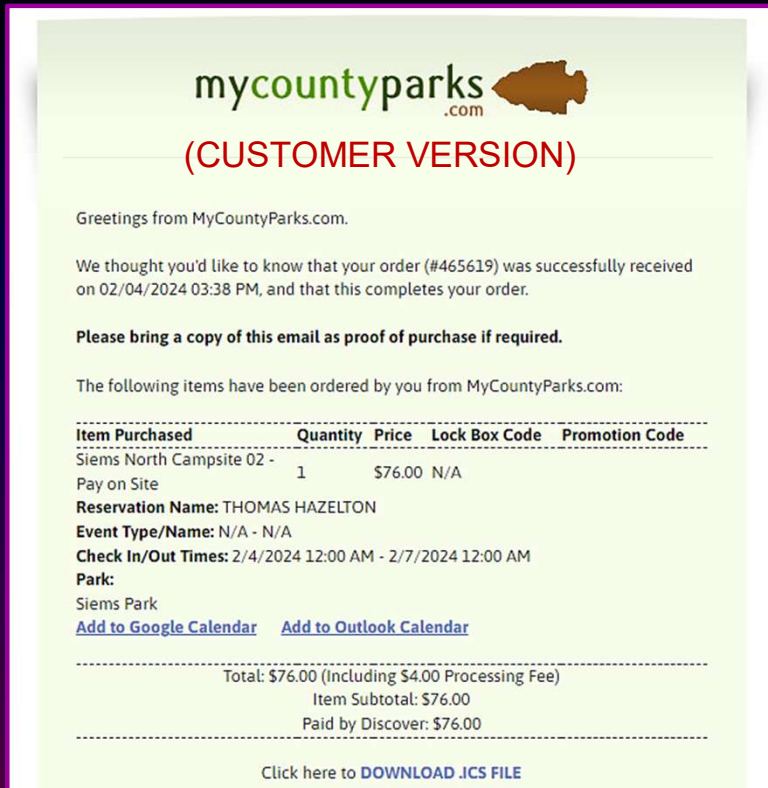 mycountyparks
.com
(CUSTOMER VERSION)
Greetings from MyCountyParks.com.
We thought you'd like to know that your order (#465619) was successfully received
on 02/04/2024 03:38 PM, and that this completes your order.
Please bring a copy of this email as proof of purchase if required.
The following items have been ordered by you from MyCountyParks.com:
Item Purchased Quantity Price Lock Box Code Promotion Code
Siems North Campsite 02 -
Pay on Site 1 $76.00 N/A
Reservation Name: THOMAS HAZELTON
Event Type/Name: N/A - N/A
Check In/Out Times: 2/4/2024 12:00 AM - 2/7/2024 12:00 AM
Park:
Siems Park
Add to Google Calendar Add to Outlook Calendar
Total: $76.00 (Including $4.00 Processing Fee)
Item Subtotal: $76.00
Paid by Discover: $76.00
Click here to DOWNLOAD .ICS FILE